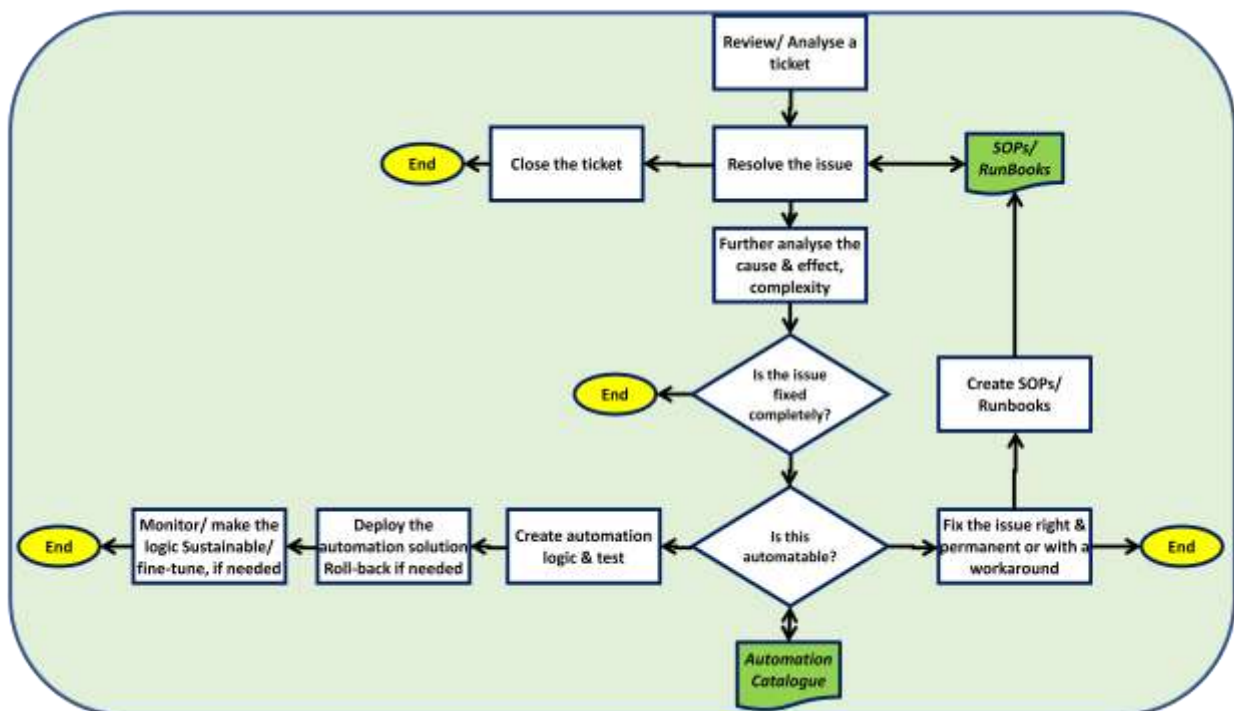 Review/ Analyse a
ticket
End
Close the ticket
Resolve the issue
SOPs/
RunBooks
Further analyse the
cause & effect,
complexity
End
Is the issue
fixed
completely?
Create SOPs/
Runbooks
End
Monitor/ make the
logic Sustainable/
fine-tune, if needed
Deploy the
automation solution
Roll-back if needed
Create automation
logic & test
Is this
automatable?
Fix the issue right &
permanent or with a
workaround
End
Automation
Catalogue